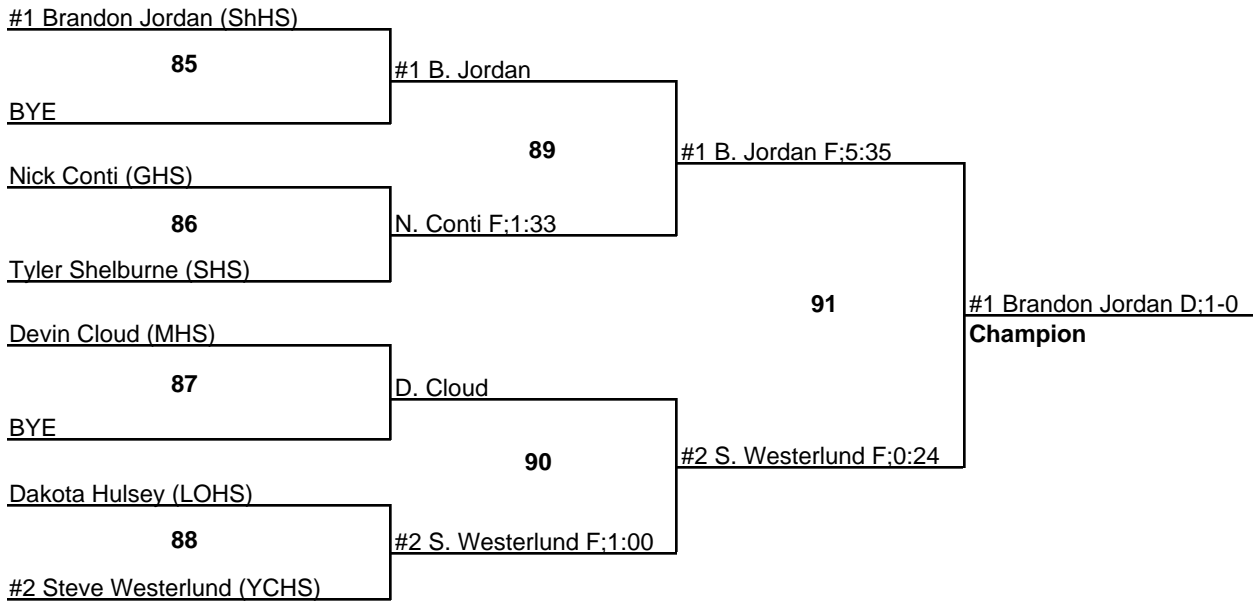 #1 Brandon Jordan (ShHS)
85
#1 B. Jordan
BYE
89
#1 B. Jordan F;5:35
Nick Conti (GHS)
86
N. Conti F;1:33
Tyler Shelburne (SHS)
91
#1 Brandon Jordan D;1-0
Champion
Devin Cloud (MHS)
87
D. Cloud
BYE
90
#2 S. Westerlund F;0:24
Dakota Hulsey (LOHS)
88
#2 S. Westerlund F;1:00
#2 Steve Westerlund (YCHS)